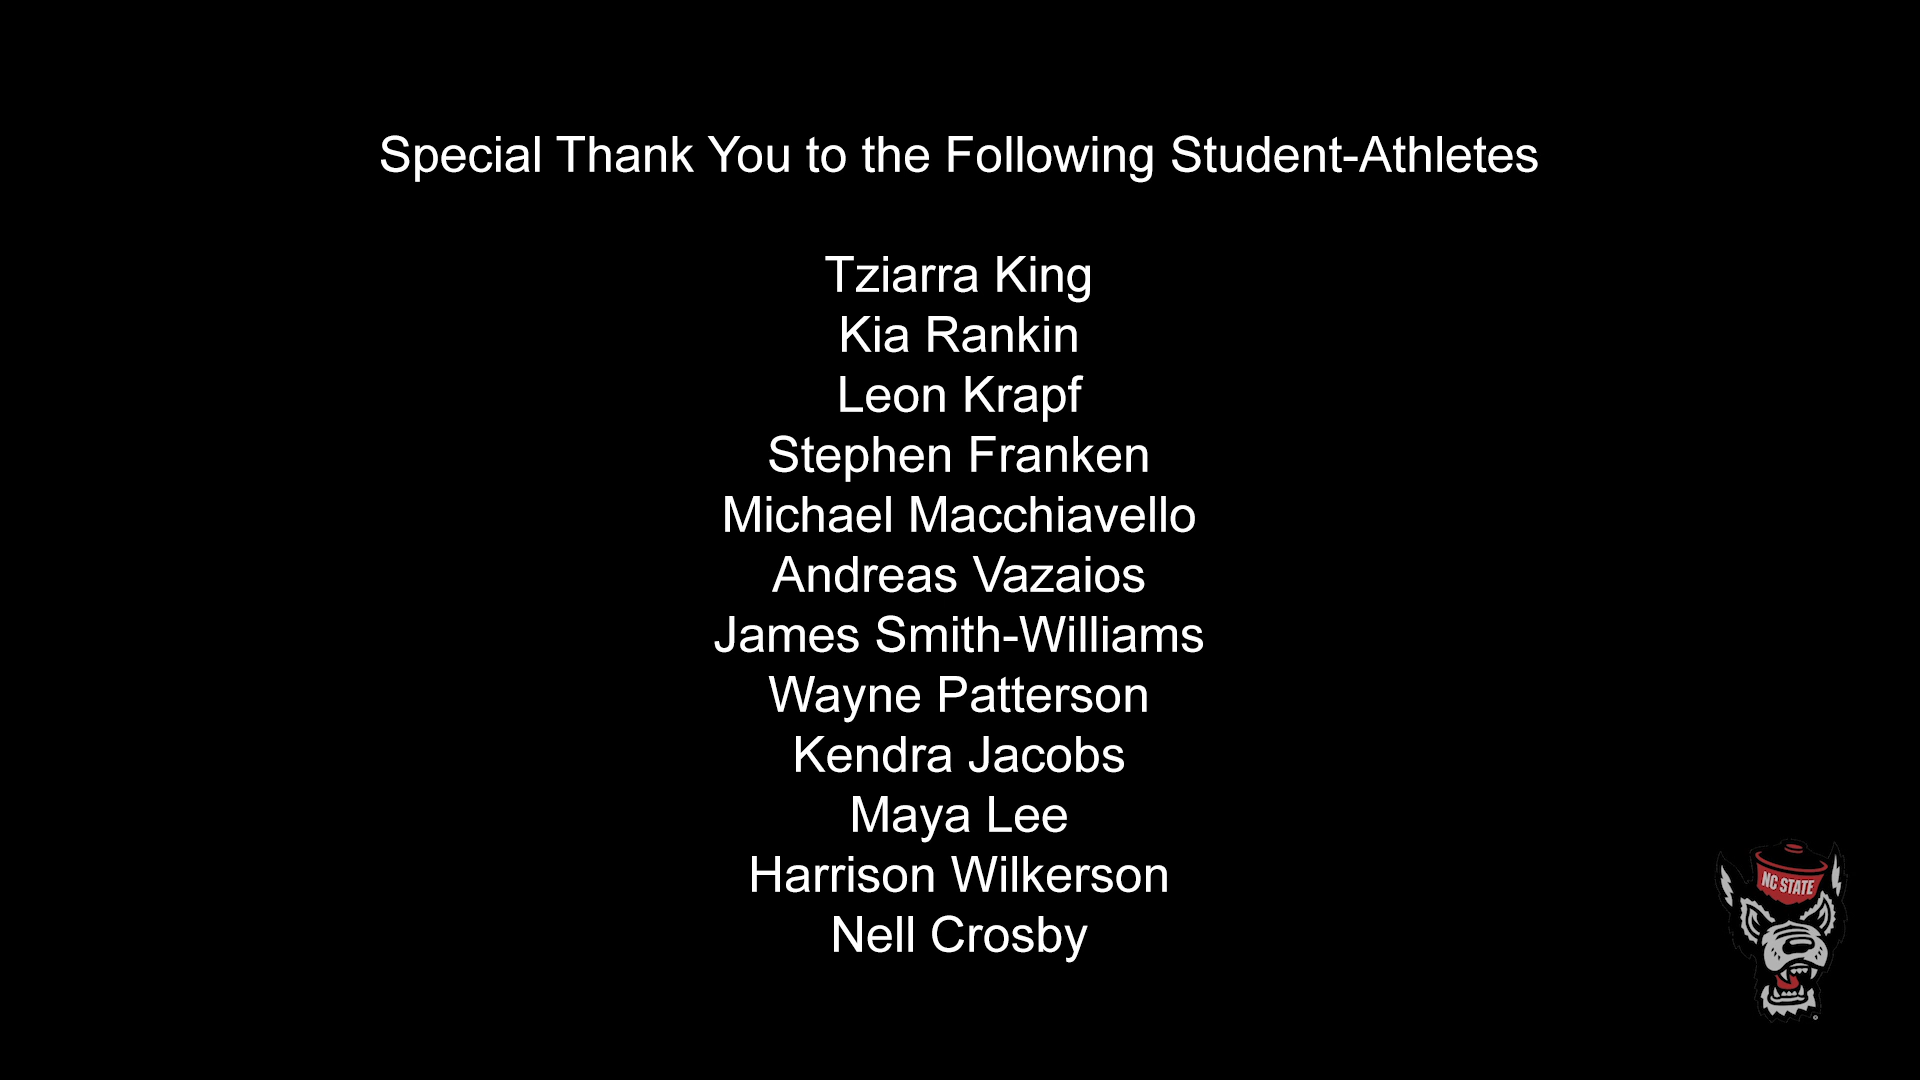 Special Thank You to the Following Student-Athletes
Tziarra King
Kia Rankin
Leon Krapf
Stephen Franken
Michael Macchiavello
Andreas Vazaios
James Smith-Williams
Wayne Patterson
Kendra Jacobs
Maya Lee
Harrison Wilkerson
Nell Crosby
NC STATE